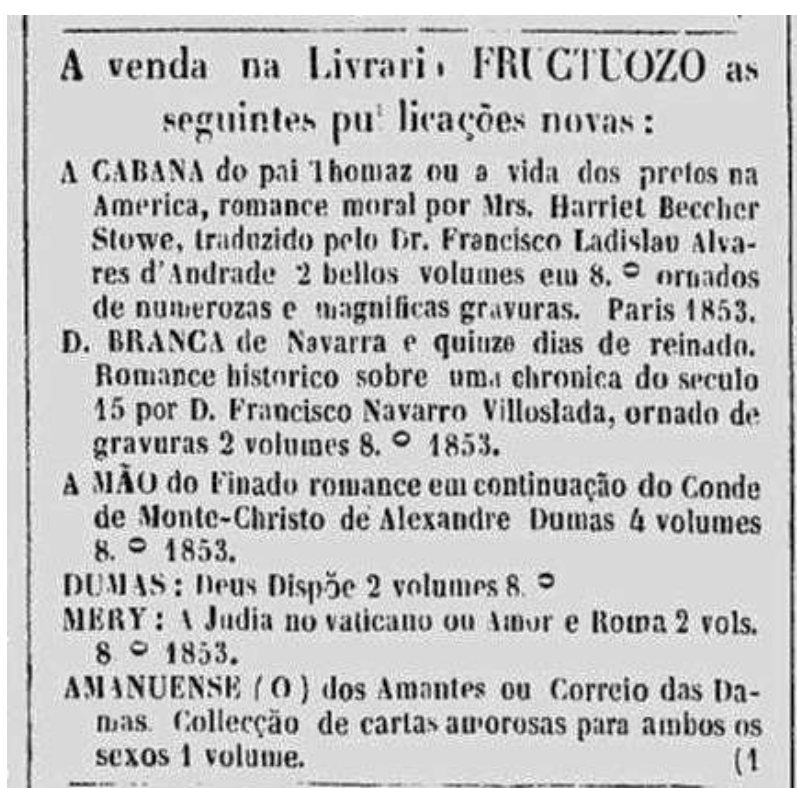 A venda na Livrari FRUCTUOZO as
seguintes publicações novas :
A CABANA do pai Thomaz ou a vida dos pretos na
America, romance moral por Mrs. Harriet Beccher
Stowe, traduzido pelo Dr. Francisco Ladislau Alva-
res d'Andrade 2 bellos volumes em 8. º ornados
de numerozas e magnificas gravuras. Paris 1853.
D. BRANCA de Navarra e quinze dias de reinado.
Romance historico sobre uma chronica do seculo
15 por D. Francisco Navarro Villoslada, ornado de
gravuras 2 volumes 8. º 1853.
A MÃO do Finado romance em continuação do Conde
de Monte-Christo de Alexandre Dumas 4 volumes
8. º 1853.
DUMAS : Deus Dispõe 2 volumes 8. º
MERY : A Judia no vaticano ou Amor e Roma 2 vols.
8 º 1853.
AMANUENSE ( O ) dos Amantes ou Correio das Da-
mas. Collecção de cartas amorosas para ambos os
sexos 1 volume. (1